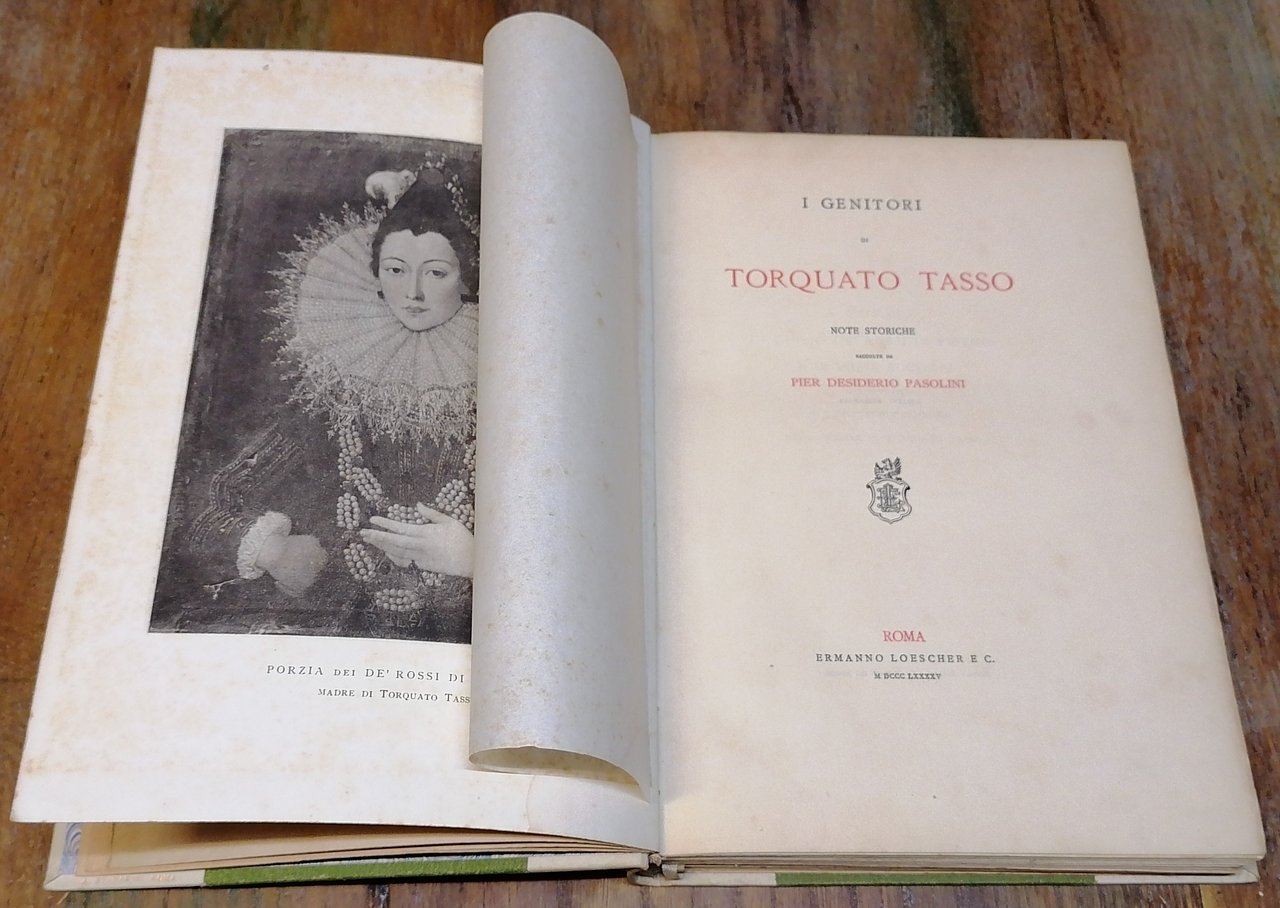 PORZIA DEI DE' ROSSI DI
MADRE DI TORQUATO TASS
I GENITORI
DI
TORQUATO TASSO
NOTE STORICHE
RACCOLTE DA
PIER DESIDERIO PASOLINI
ROMA
ERMANNO LOESCHER E C.
M DCCC LXXXXV